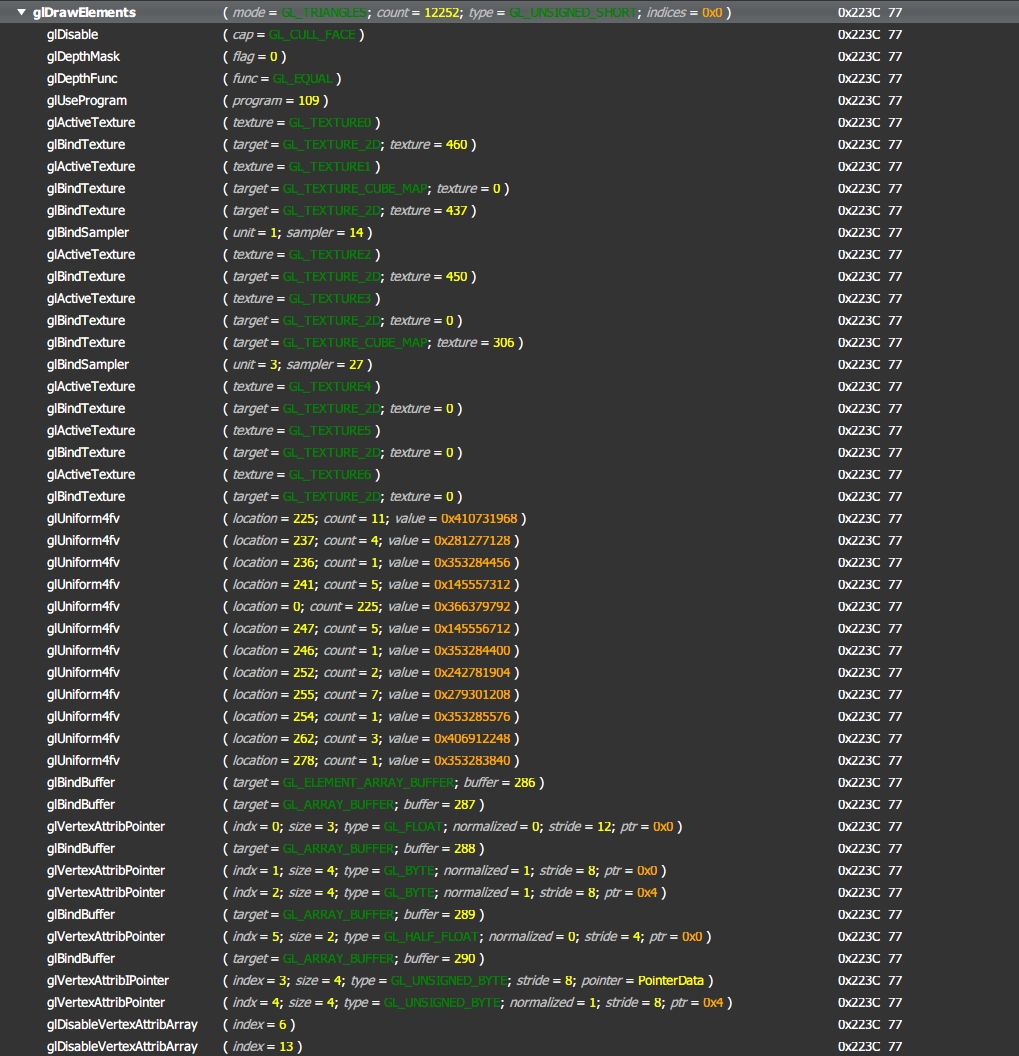 ▼ glDrawElements ( mode = GL_TRIANGLES; count = 12252; type = GL_UNSIGNED_SHORT; indices = 0x0 ) 0x223C 77
glDisable ( cap = GL_CULL_FACE ) 0x223C 77
glDepthMask ( flag = 0 ) 0x223C 77
glDepthFunc ( func = GL_EQUAL ) 0x223C 77
glUseProgram ( program = 109 ) 0x223C 77
glActiveTexture ( texture = GL_TEXTURE0 ) 0x223C 77
glBindTexture ( target = GL_TEXTURE_2D; texture = 460 ) 0x223C 77
glActiveTexture ( texture = GL_TEXTURE1 ) 0x223C 77
glBindTexture ( target = GL_TEXTURE_CUBE_MAP; texture = 0 ) 0x223C 77
glBindTexture ( target = GL_TEXTURE_2D; texture = 437 ) 0x223C 77
glBindSampler ( unit = 1; sampler = 14 ) 0x223C 77
glActiveTexture ( texture = GL_TEXTURE2 ) 0x223C 77
glBindTexture ( target = GL_TEXTURE_2D; texture = 450 ) 0x223C 77
glActiveTexture ( texture = GL_TEXTURE3 ) 0x223C 77
glBindTexture ( target = GL_TEXTURE_2D; texture = 0 ) 0x223C 77
glBindTexture ( target = GL_TEXTURE_CUBE_MAP; texture = 306 ) 0x223C 77
glBindSampler ( unit = 3; sampler = 27 ) 0x223C 77
glActiveTexture ( texture = GL_TEXTURE4 ) 0x223C 77
glBindTexture ( target = GL_TEXTURE_2D; texture = 0 ) 0x223C 77
glActiveTexture ( texture = GL_TEXTURE5 ) 0x223C 77
glBindTexture ( target = GL_TEXTURE_2D; texture = 0 ) 0x223C 77
glActiveTexture ( texture = GL_TEXTURE6 ) 0x223C 77
glBindTexture ( target = GL_TEXTURE_2D; texture = 0 ) 0x223C 77
glUniform4fv ( location = 225; count = 11; value = 0x410731968 ) 0x223C 77
glUniform4fv ( location = 237; count = 4; value = 0x281277128 ) 0x223C 77
glUniform4fv ( location = 236; count = 1; value = 0x353284456 ) 0x223C 77
glUniform4fv ( location = 241; count = 5; value = 0x145557312 ) 0x223C 77
glUniform4fv ( location = 0; count = 225; value = 0x366379792 ) 0x223C 77
glUniform4fv ( location = 247; count = 5; value = 0x145556712 ) 0x223C 77
glUniform4fv ( location = 246; count = 1; value = 0x353284400 ) 0x223C 77
glUniform4fv ( location = 252; count = 2; value = 0x242781904 ) 0x223C 77
glUniform4fv ( location = 255; count = 7; value = 0x279301208 ) 0x223C 77
glUniform4fv ( location = 254; count = 1; value = 0x353285576 ) 0x223C 77
glUniform4fv ( location = 262; count = 3; value = 0x406912248 ) 0x223C 77
glUniform4fv ( location = 278; count = 1; value = 0x353283840 ) 0x223C 77
glBindBuffer ( target = GL_ELEMENT_ARRAY_BUFFER; buffer = 286 ) 0x223C 77
glBindBuffer ( target = GL_ARRAY_BUFFER; buffer = 287 ) 0x223C 77
glVertexAttribPointer ( indx = 0; size = 3; type = GL_FLOAT; normalized = 0; stride = 12; ptr = 0x0 ) 0x223C 77
glBindBuffer ( target = GL_ARRAY_BUFFER; buffer = 288 ) 0x223C 77
glVertexAttribPointer ( indx = 1; size = 4; type = GL_BYTE; normalized = 1; stride = 8; ptr = 0x0 ) 0x223C 77
glVertexAttribPointer ( indx = 2; size = 4; type = GL_BYTE; normalized = 1; stride = 8; ptr = 0x4 ) 0x223C 77
glBindBuffer ( target = GL_ARRAY_BUFFER; buffer = 289 ) 0x223C 77
glVertexAttribPointer ( indx = 5; size = 2; type = GL_HALF_FLOAT; normalized = 0; stride = 4; ptr = 0x0 ) 0x223C 77
glBindBuffer ( target = GL_ARRAY_BUFFER; buffer = 290 ) 0x223C 77
glVertexAttribIPointer ( index = 3; size = 4; type = GL_UNSIGNED_BYTE; stride = 8; pointer = PointerData ) 0x223C 77
glVertexAttribPointer ( indx = 4; size = 4; type = GL_UNSIGNED_BYTE; normalized = 1; stride = 8; ptr = 0x4 ) 0x223C 77
glDisableVertexAttribArray ( index = 6 ) 0x223C 77
glDisableVertexAttribArray ( index = 13 ) 0x223C 77